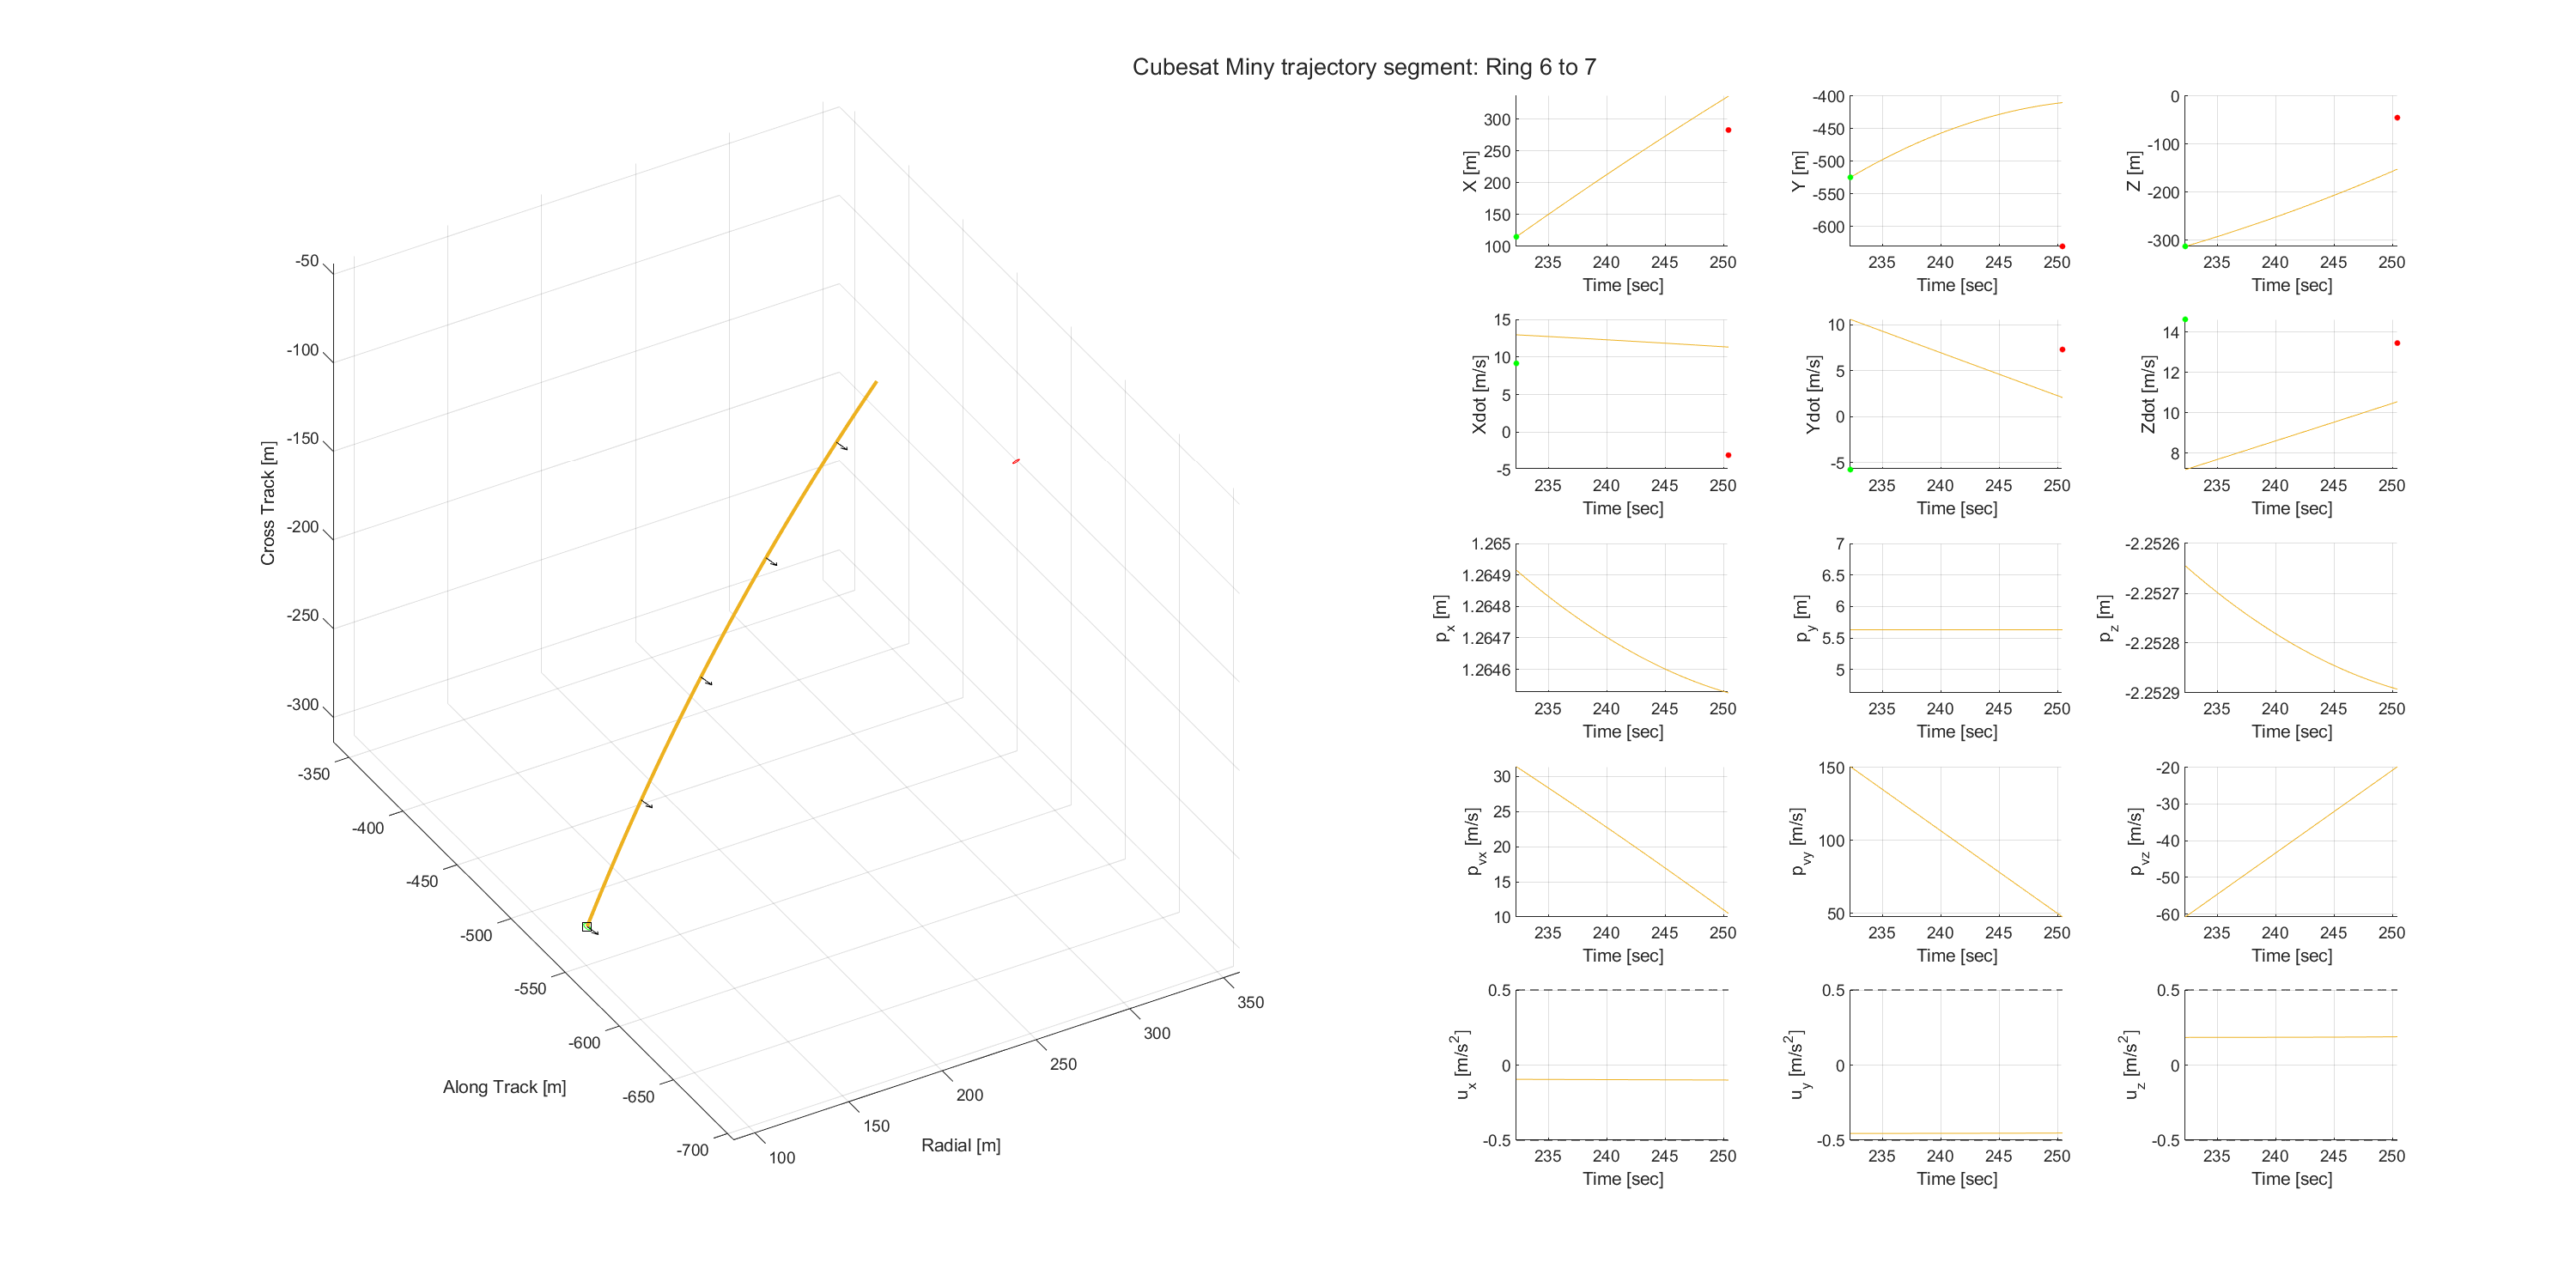 Cubesat Miny trajectory segment: Ring 6 to 7
-50
-100
-150
-200
-250
-300
Cross Track [m]
-350
-400
-450
-500
-550
-600
-650
-700
Along Track [m]
100
150
200
250
300
350
Radial [m]
300
250
200
150
100
X [m]
235 240 245 250
Time [sec]
-400
-450
-500
-550
-600
Y [m]
235 240 245 250
Time [sec]
0
-100
-200
-300
Z [m]
235 240 245 250
Time [sec]
15
10
5
0
-5
Xdot [m/s]
235 240 245 250
Time [sec]
10
5
0
-5
Ydot [m/s]
235 240 245 250
Time [sec]
14
12
10
8
Zdot [m/s]
235 240 245 250
Time [sec]
1.265
1.2649
1.2648
1.2647
1.2646
p_x [m]
235 240 245 250
Time [sec]
7
6.5
6
5.5
5
p_y [m]
235 240 245 250
Time [sec]
-2.2526
-2.2527
-2.2528
-2.2529
p_z [m]
235 240 245 250
Time [sec]
30
25
20
15
10
p_vx [m/s]
235 240 245 250
Time [sec]
150
100
50
p_vy [m/s]
235 240 245 250
Time [sec]
-20
-30
-40
-50
-60
p_vz [m/s]
235 240 245 250
Time [sec]
0.5
0
-0.5
u_x [m/s²]
235 240 245 250
Time [sec]
0.5
0
-0.5
u_y [m/s²]
235 240 245 250
Time [sec]
0.5
0
-0.5
u_z [m/s²]
235 240 245 250
Time [sec]